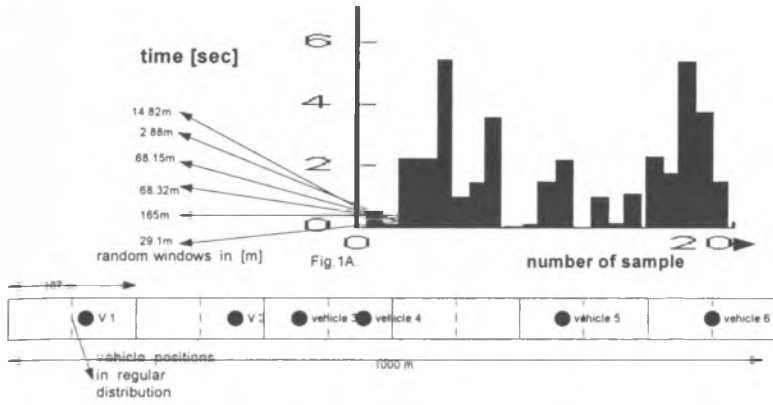 6
time [sec]
4
14 82m
2.88m
68.15m
2
68.32m
165m
0
29.1m
0
20
random windows in [m]
Fig.1A.
number of sample
V 1
V 2
vehicle 3
vehicle 4
vehicle 5
vehicle 6
vehicle positions
1000 m
in regular
distribution